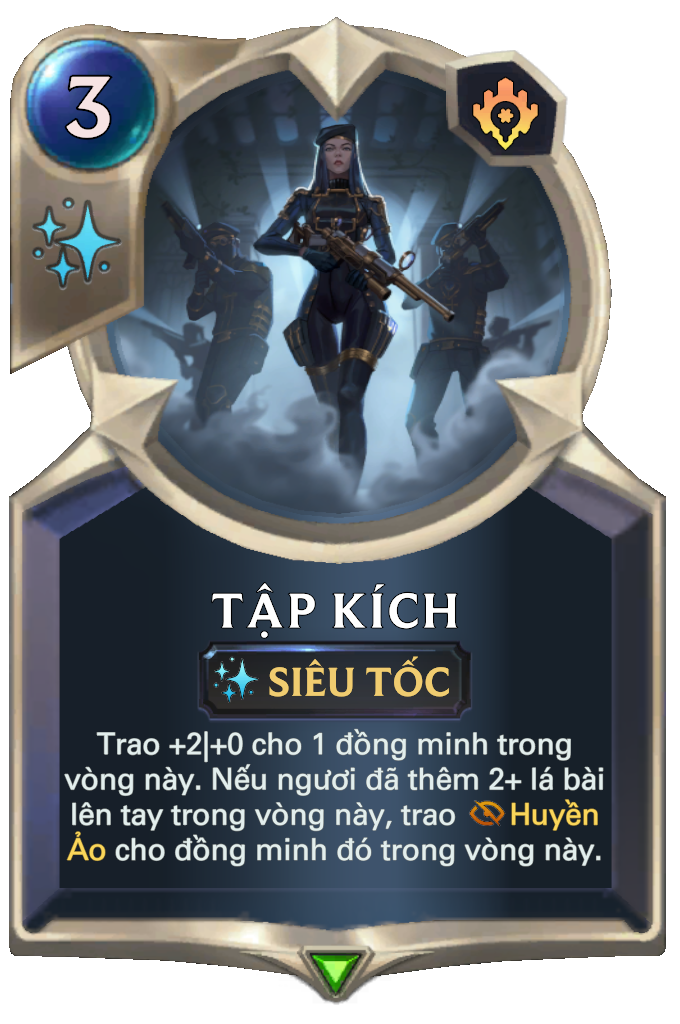 3
TẬP KÍCH
SIÊU TỐC
Trao +2|+0 cho 1 đồng minh trong
vòng này. Nếu ngươi đã thêm 2+ lá bài
lên tay trong vòng này, trao Huyền
Ảo cho đồng minh đó trong vòng này.